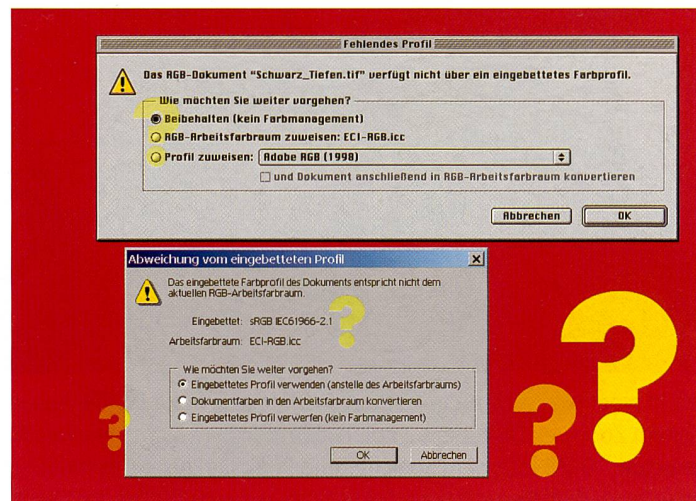 Fehlendes Profil
Das RGB-Dokument "Schwarz_Tiefen.tif" verfügt nicht über ein eingebettetes Farbprofil.
Wie möchten Sie weiter vorgehen?
Beibehalten (kein Farbmanagement)
RGB-Arbeitsfarbraum zuweisen: ECI-RGB.icc
Profil zuweisen: Adobe RGB (1998)
und Dokument anschließend in RGB-Arbeitsfarbraum konvertieren
Abbrechen OK
Abweichung vom eingebetteten Profil
Das eingebettete Farbprofil des Dokuments entspricht nicht dem
aktuellen RGB-Arbeitsfarbraum.
Eingebettet: sRGB IEC61966-2.1
Arbeitsfarbraum: ECI-RGB.icc
Wie möchten Sie weiter vorgehen?
Eingebettetes Profil verwenden (anstelle des Arbeitsfarbraums)
Dokumentfarben in den Arbeitsfarbraum konvertieren
Eingebettetes Profil verwerfen (kein Farbmanagement)
OK Abbrechen
? ? ? ? ?